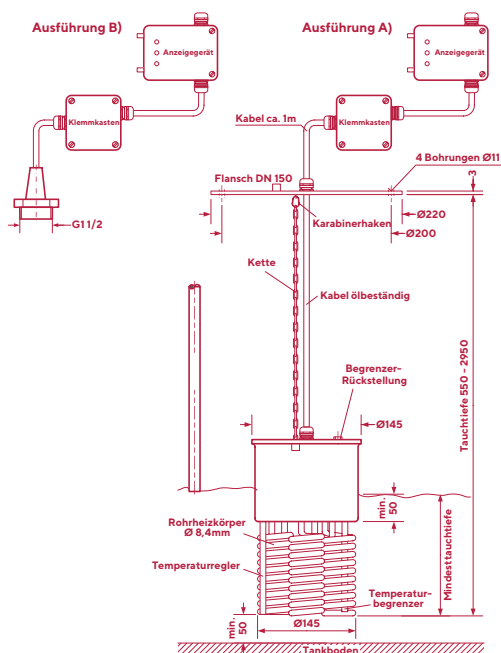 Ausführung B)
Ausführung A)
Anzeigegerät
Anzeigegerät
Klemmkasten
Kabel ca. 1m
Klemmkasten
4 Bohrungen Ø11
3
Flansch DN 150
G1 1/2
Ø220
Karabinerhaken
Ø200
Kette
Kabel ölbeständig
Begrenzer-
Rückstellung
Tauchtiefe 550 - 2950
Ø145
min.
50
Rohrheizkörper
Ø 8,4mm
Mindesttauchtiefe
Temperaturregler
Temperatur-
begrenzer
min.
50
Ø145
Tankboden